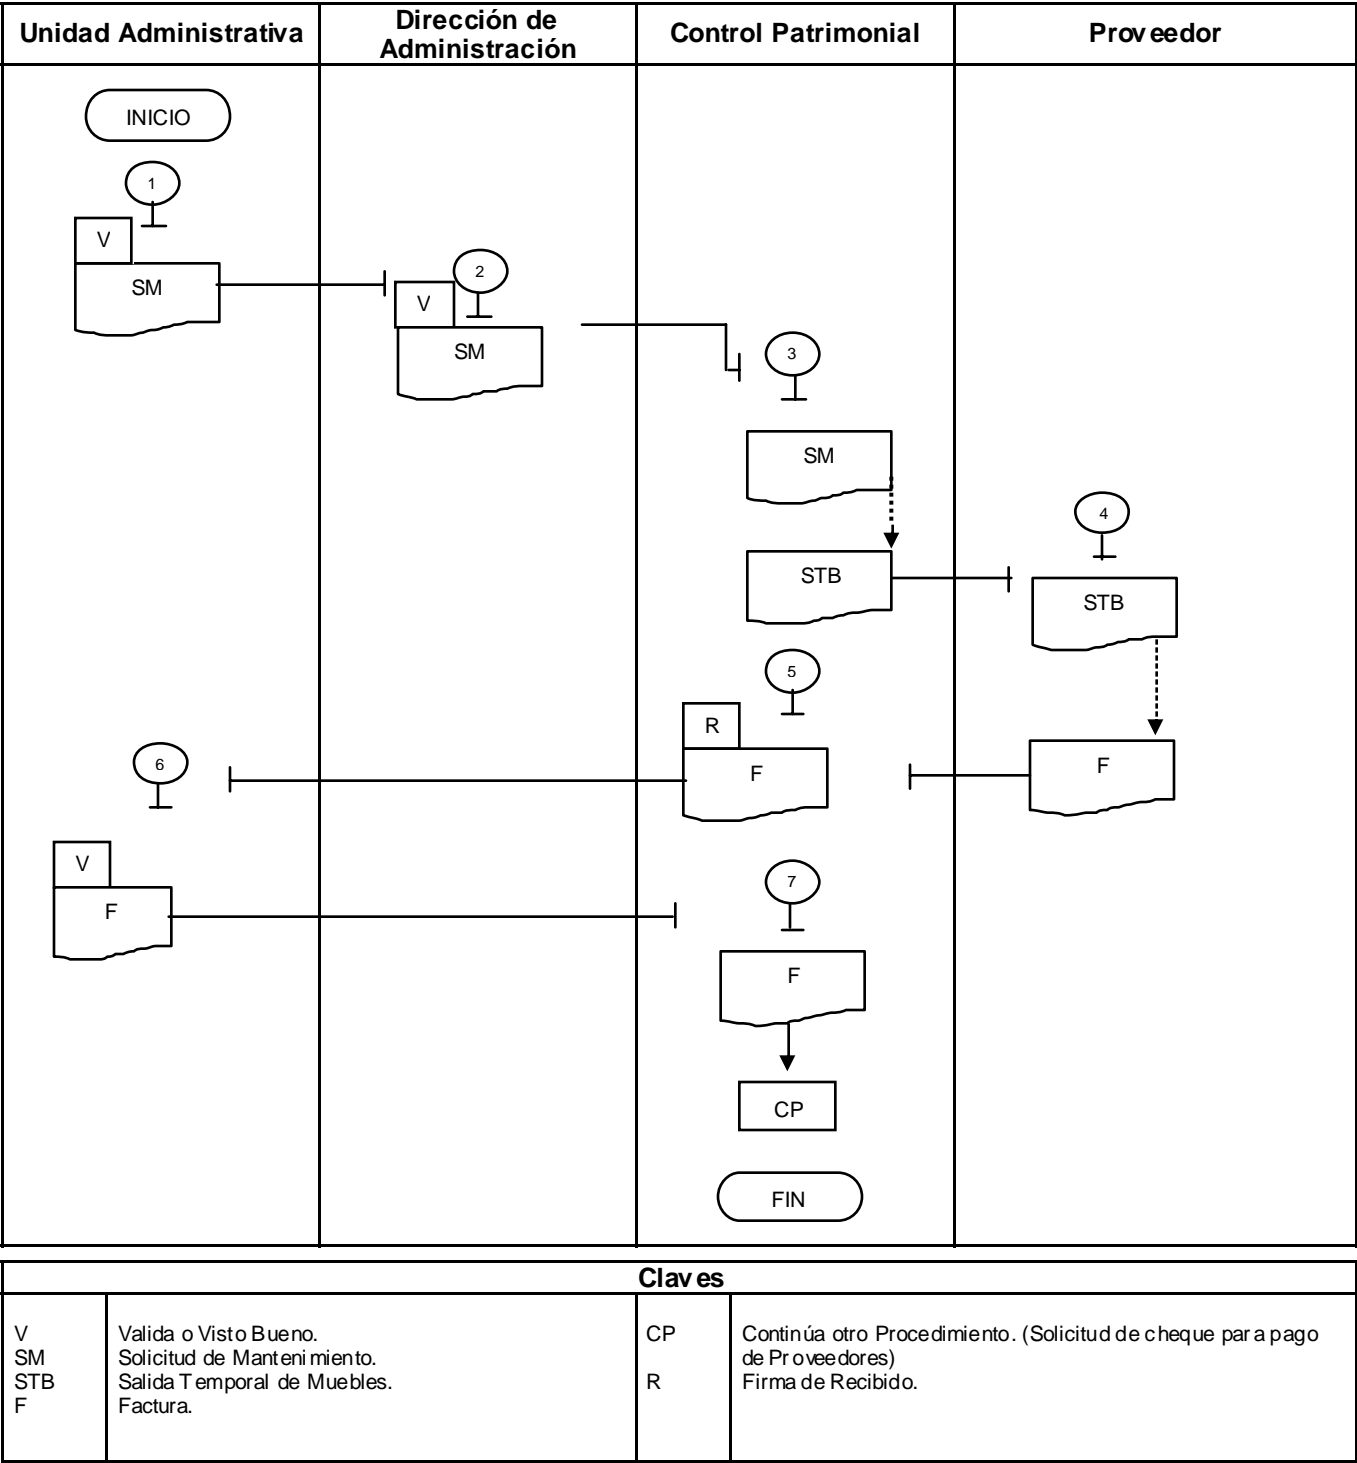 Unidad Administrativa
Dirección de
Administración
Control Patrimonial
Proveedor
INICIO
1
V
SM
2
V
SM
3
SM
4
STB
STB
5
R
F
6
F
V
F
7
F
CP
FIN
Claves
V Valida o Visto Bueno.
SM Solicitud de Mantenimiento.
STB Salida Temporal de Muebles.
F Factura.
CP Continúa otro Procedimiento. (Solicitud de cheque para pago
de Proveedores)
R Firma de Recibido.